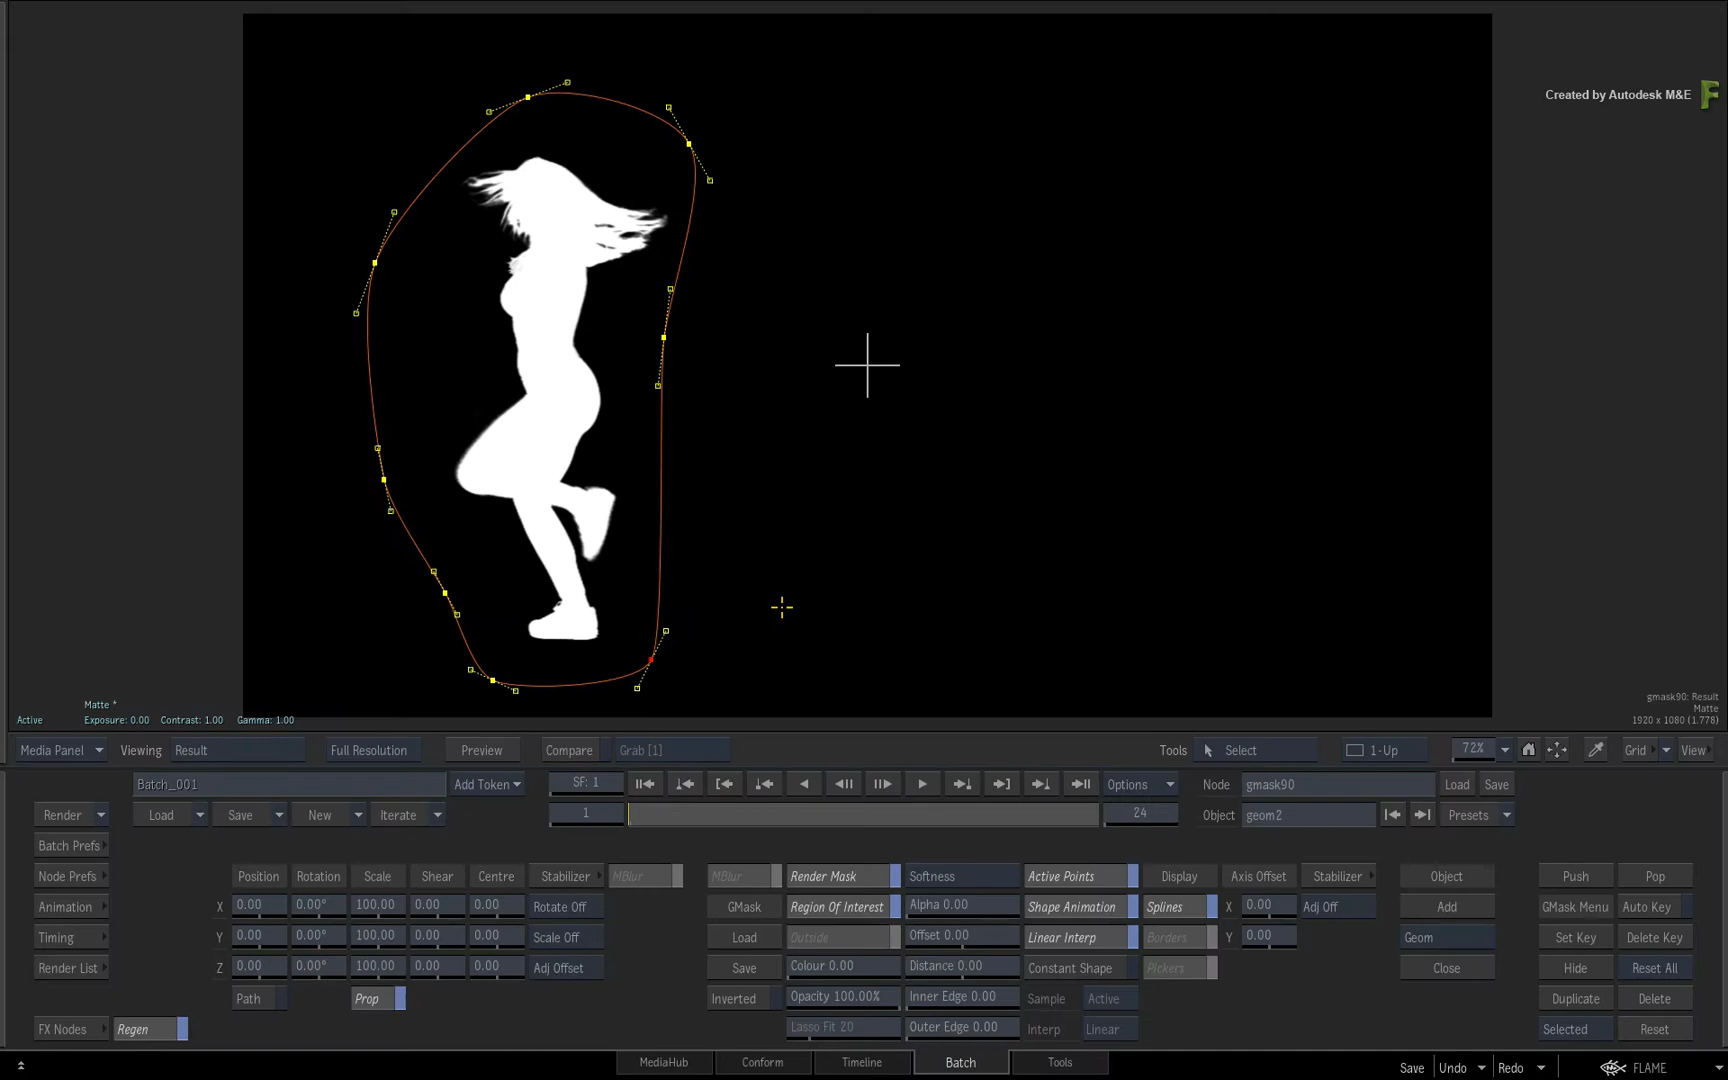 Created by Autodesk M&E
Matte *
Active Exposure: 0.00 Contrast: 1.00 Gamma: 1.00
gmask90: Result
Matte
1920 x 1080 (1.778)
Media Panel Viewing Result Full Resolution Preview Compare Grab [1] Tools Select 1-Up 72% Grid View
Batch_001 Add Token SF: 1 Options Node gmask90 Load Save
Render Load Save New Iterate 1 24 Object geom2 Presets
Batch Prefs
Node Prefs Position Rotation Scale Shear Centre Stabilizer MBlur MBlur Render Mask Softness Active Points Display Axis Offset Stabilizer Object Push Pop
Animation X 0.00 0.00° 100.00 0.00 0.00 Rotate Off GMask Region Of Interest Alpha 0.00 Shape Animation Splines X 0.00 Adj Off Add GMask Menu Auto Key
Timing Y 0.00 0.00° 100.00 0.00 0.00 Scale Off Load Outside Offset 0.00 Linear Interp Borders Y 0.00 Geom Set Key Delete Key
Render List Z 0.00 0.00° 100.00 0.00 0.00 Adj Offset Save Colour 0.00 Distance 0.00 Constant Shape Pickers Close Hide Reset All
Path Prop Inverted Opacity 100.00% Inner Edge 0.00 Sample Active Duplicate Delete
FX Nodes Regen Lasso Fit 20 Outer Edge 0.00 Interp Linear Selected Reset
MediaHub Conform Timeline Batch Tools Save Undo Redo FLAME